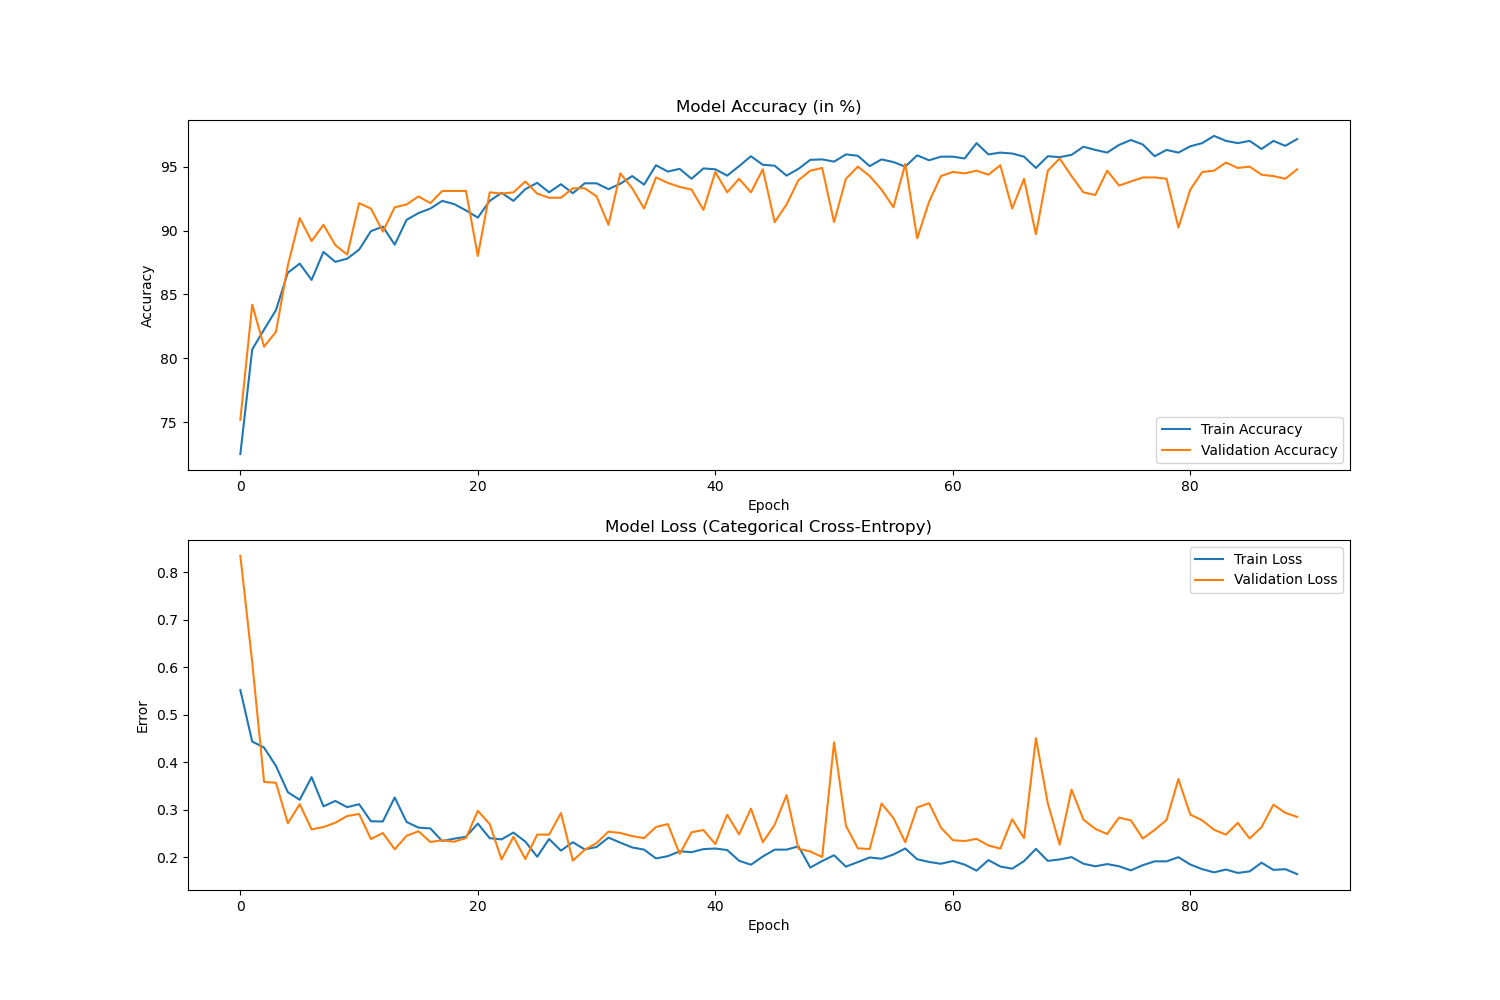 Model Accuracy (in %)
95
90
85
80
75
Accuracy
Train Accuracy
Validation Accuracy
0 20 40 60 80
Epoch
Model Loss (Categorical Cross-Entropy)
0.8
0.7
0.6
0.5
0.4
0.3
0.2
Error
Train Loss
Validation Loss
0 20 40 60 80
Epoch